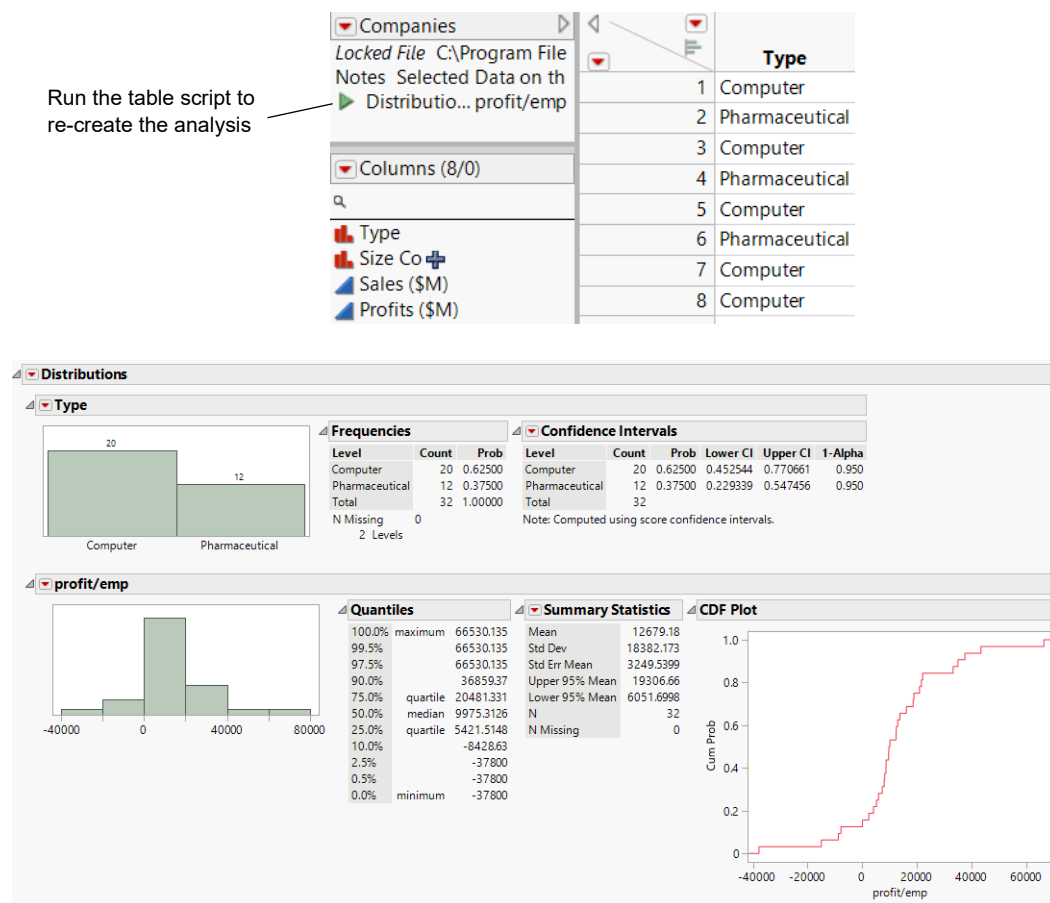 Run the table script to
re-create the analysis
Companies
Locked File C:\Program File
Notes Selected Data on th
Distributio... profit/emp
Columns (8/0)
Type
Size Co
Sales ($M)
Profits ($M)
Type
1 Computer
2 Pharmaceutical
3 Computer
4 Pharmaceutical
5 Computer
6 Pharmaceutical
7 Computer
8 Computer
Distributions
Type
20
12
Computer Pharmaceutical
Frequencies
Level Count Prob
Computer 20 0.62500
Pharmaceutical 12 0.37500
Total 32 1.00000
N Missing 0
2 Levels
Confidence Intervals
Level Count Prob Lower CI Upper CI 1-Alpha
Computer 20 0.62500 0.452544 0.770661 0.950
Pharmaceutical 12 0.37500 0.229339 0.547456 0.950
Total 32
Note: Computed using score confidence intervals.
profit/emp
-40000 0 40000 80000
Quantiles
100.0% maximum 66530.135
99.5% 66530.135
97.5% 66530.135
90.0% 36859.37
75.0% quartile 20481.331
50.0% median 9975.3126
25.0% quartile 5421.5148
10.0% -8428.63
2.5% -37800
0.5% -37800
0.0% minimum -37800
Summary Statistics
Mean 12679.18
Std Dev 18382.173
Std Err Mean 3249.5399
Upper 95% Mean 19306.66
Lower 95% Mean 6051.6998
N 32
N Missing 0
CDF Plot
Cum Prob
1.0
0.8
0.6
0.4
0.2
0
-40000 -20000 0 20000 40000 60000
profit/emp